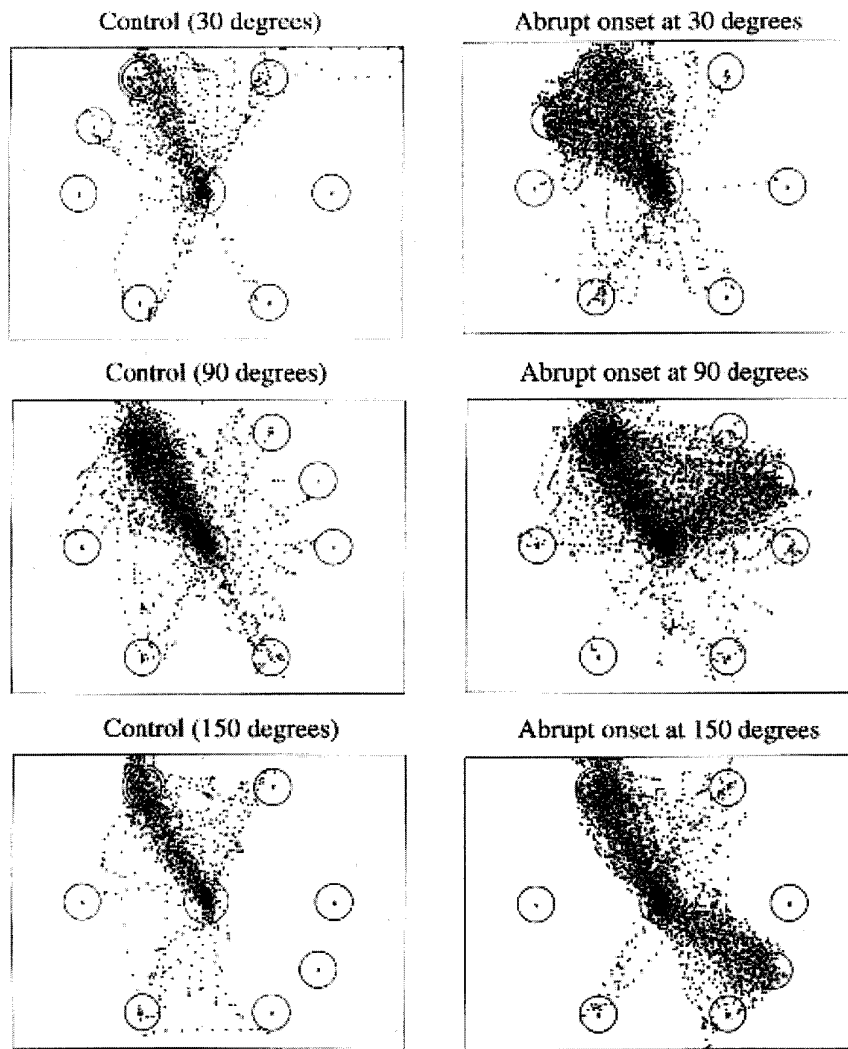 Control (30 degrees)
Abrupt onset at 30 degrees
Control (90 degrees)
Abrupt onset at 90 degrees
Control (150 degrees)
Abrupt onset at 150 degrees